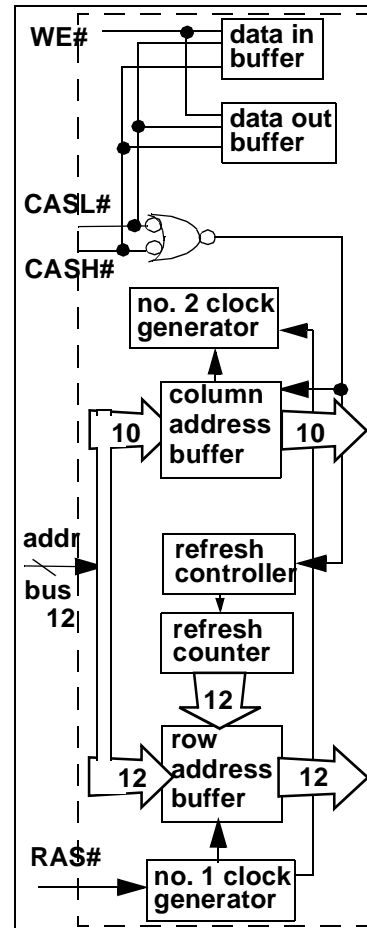 WE#
data in
buffer
data out
buffer
CASL#
CASH#
no. 2 clock
generator
column
address
buffer
10
10
addr
bus
12
refresh
controller
refresh
counter
12
row
address
buffer
12
12
RAS#
no. 1 clock
generator